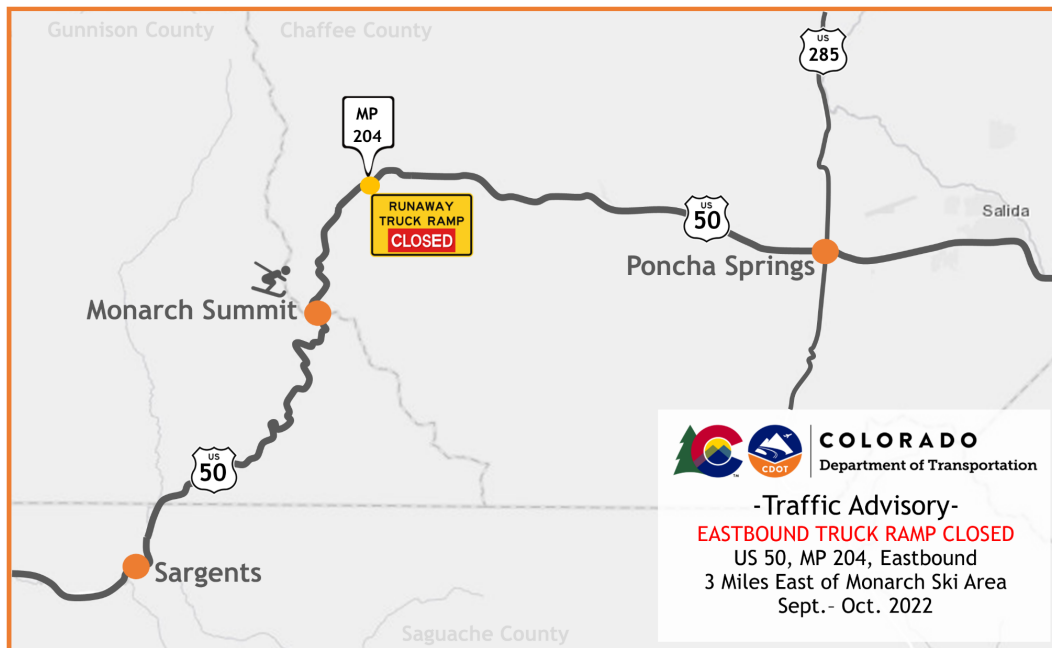 Gunnison County
Chaffee County
US
285
MP
204
RUNAWAY
TRUCK RAMP
CLOSED
US
50
Salida
Poncha Springs
Monarch Summit
US
50
Sargents
Saguache County
CDOT
TM
COLORADO
Department of Transportation
-Traffic Advisory-
EASTBOUND TRUCK RAMP CLOSED
US 50, MP 204, Eastbound
3 Miles East of Monarch Ski Area
Sept.– Oct. 2022